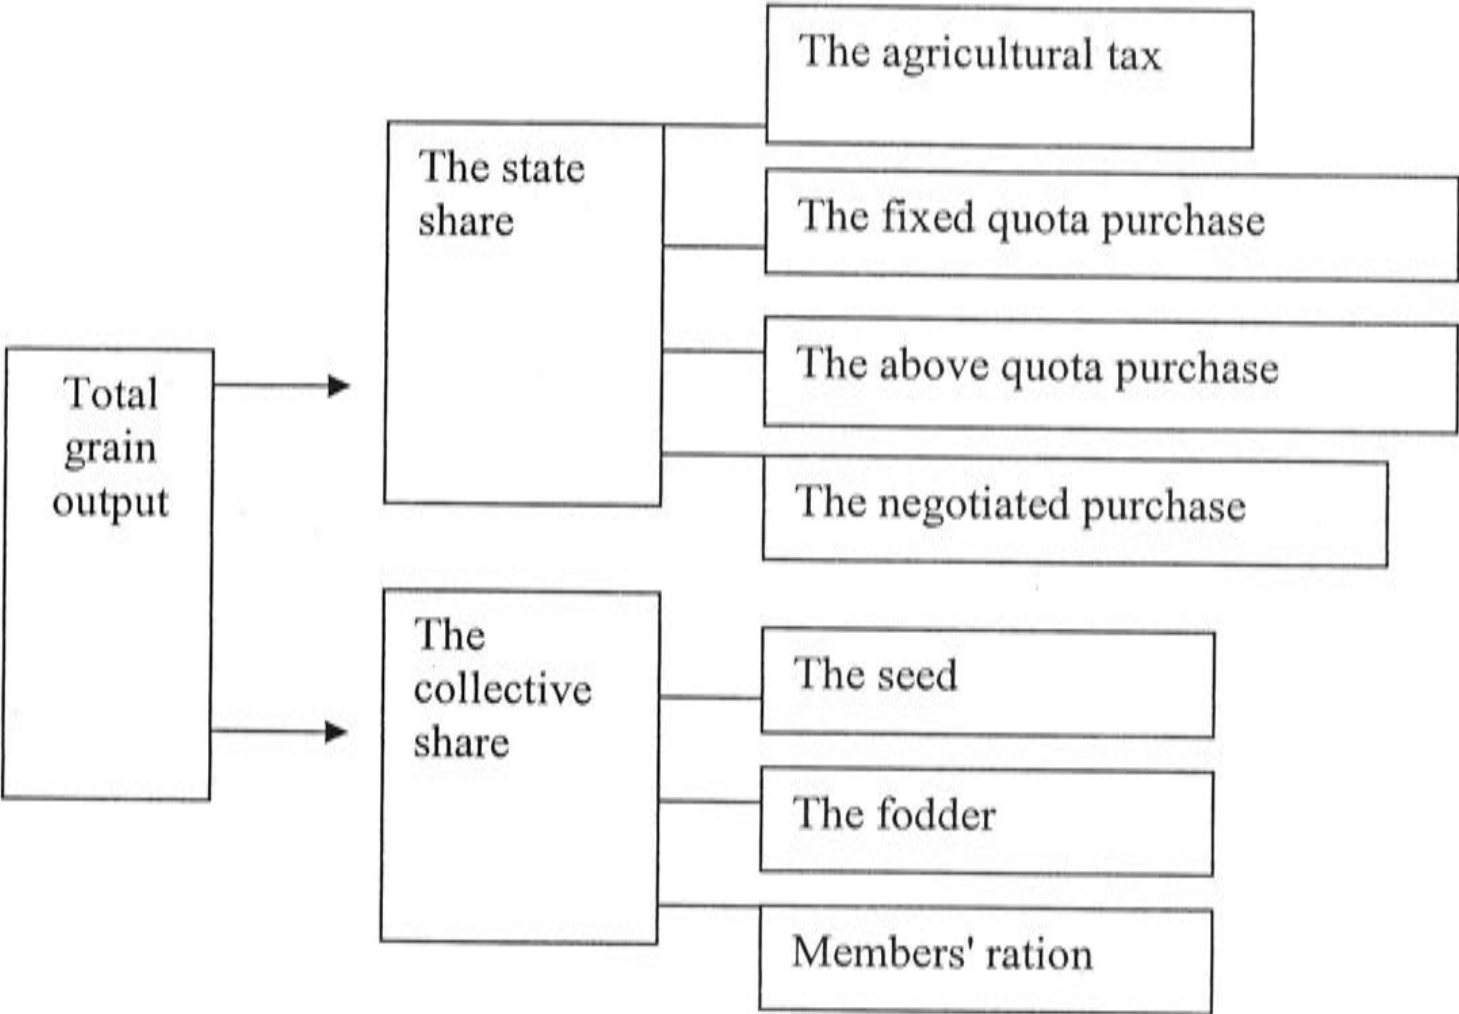 Total
grain
output
The state
share
The agricultural tax
The fixed quota purchase
The above quota purchase
The negotiated purchase
The
collective
share
The seed
The fodder
Members' ration